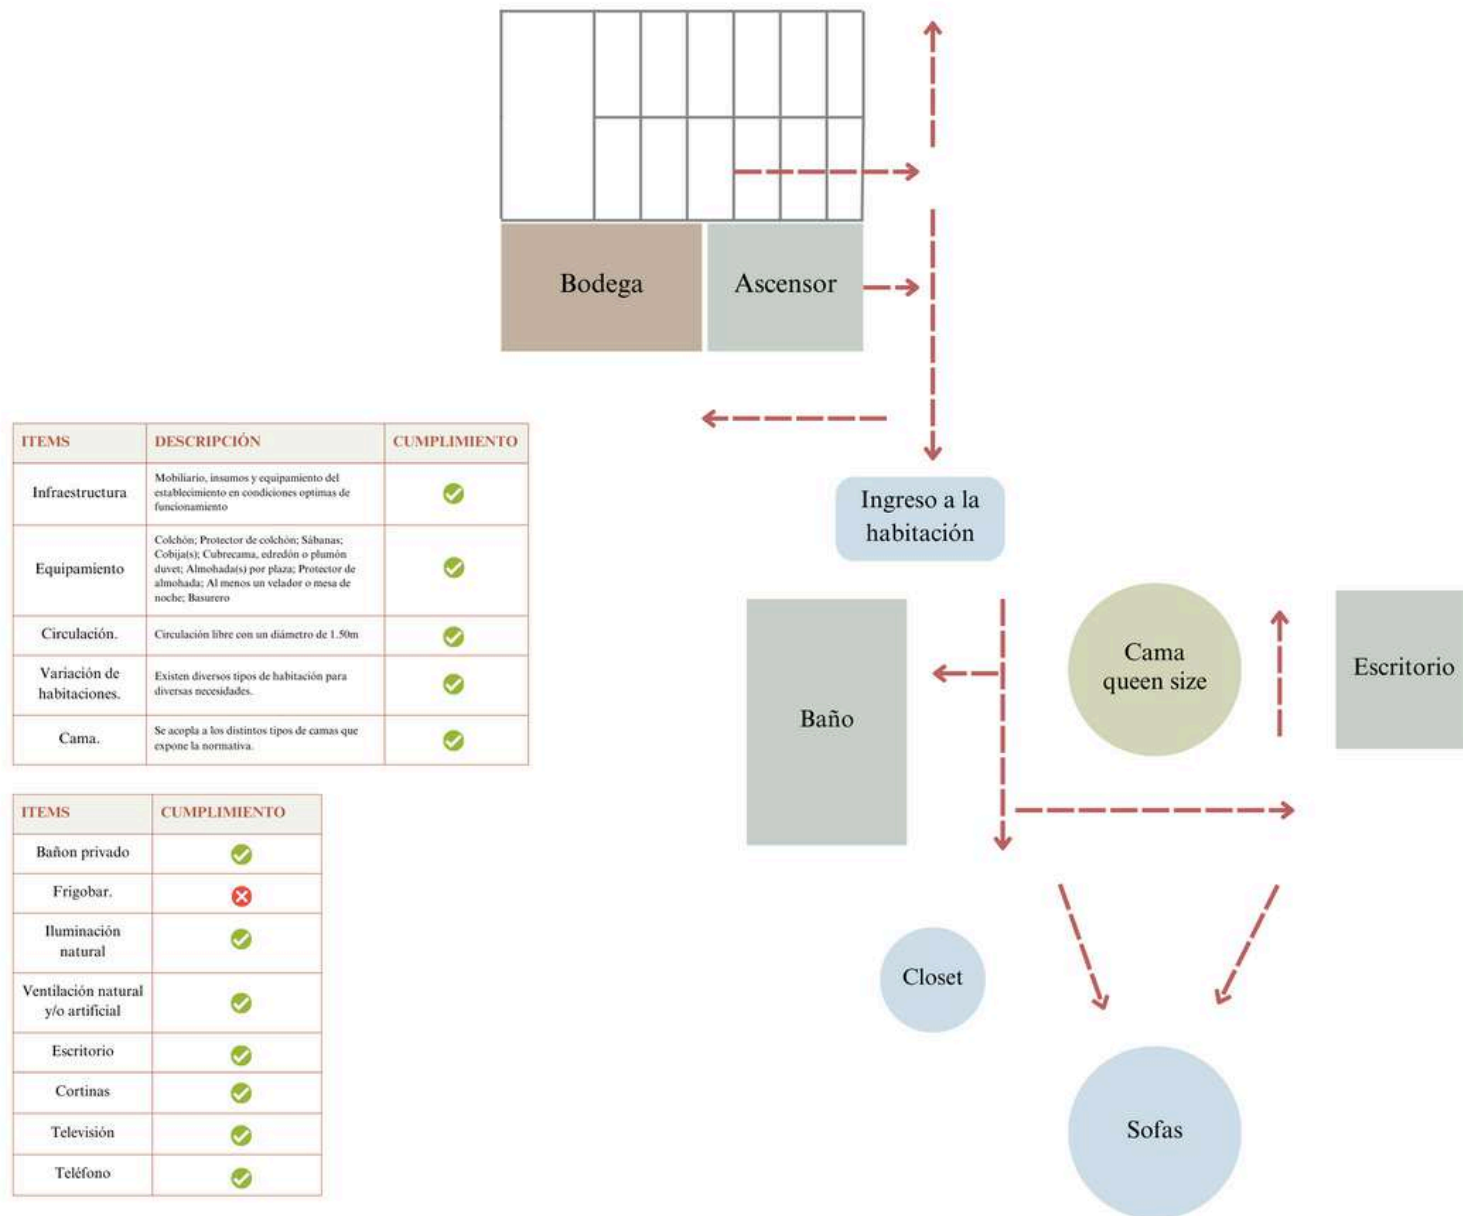 Bodega
Ascensor
ITEMS DESCRIPCIÓN CUMPLIMIENTO
Infraestructura
Mobiliario, insumos y equipamiento del
establecimiento en condiciones optimas de
funcionamiento
Equipamiento
Colchón; Protector de colchón; Sábanas;
Cobija(s); Cubrecama, edredón o plumón
duvet; Almohada(s) por plaza; Protector de
almohada; Al menos un velador o mesa de
noche; Basurero
Circulación.
Circulación libre con un diámetro de 1.50m
Variación de
habitaciones.
Existen diversos tipos de habitación para
diversas necesidades.
Cama.
Se acopla a los distintos tipos de camas que
expone la normativa.
ITEMS CUMPLIMIENTO
Bañon privado
Frigobar.
Iluminación
natural
Ventilación natural
y/o artificial
Escritorio
Cortinas
Televisión
Teléfono
Ingreso a la
habitación
Baño
Cama
queen size
Escritorio
Closet
Sofas